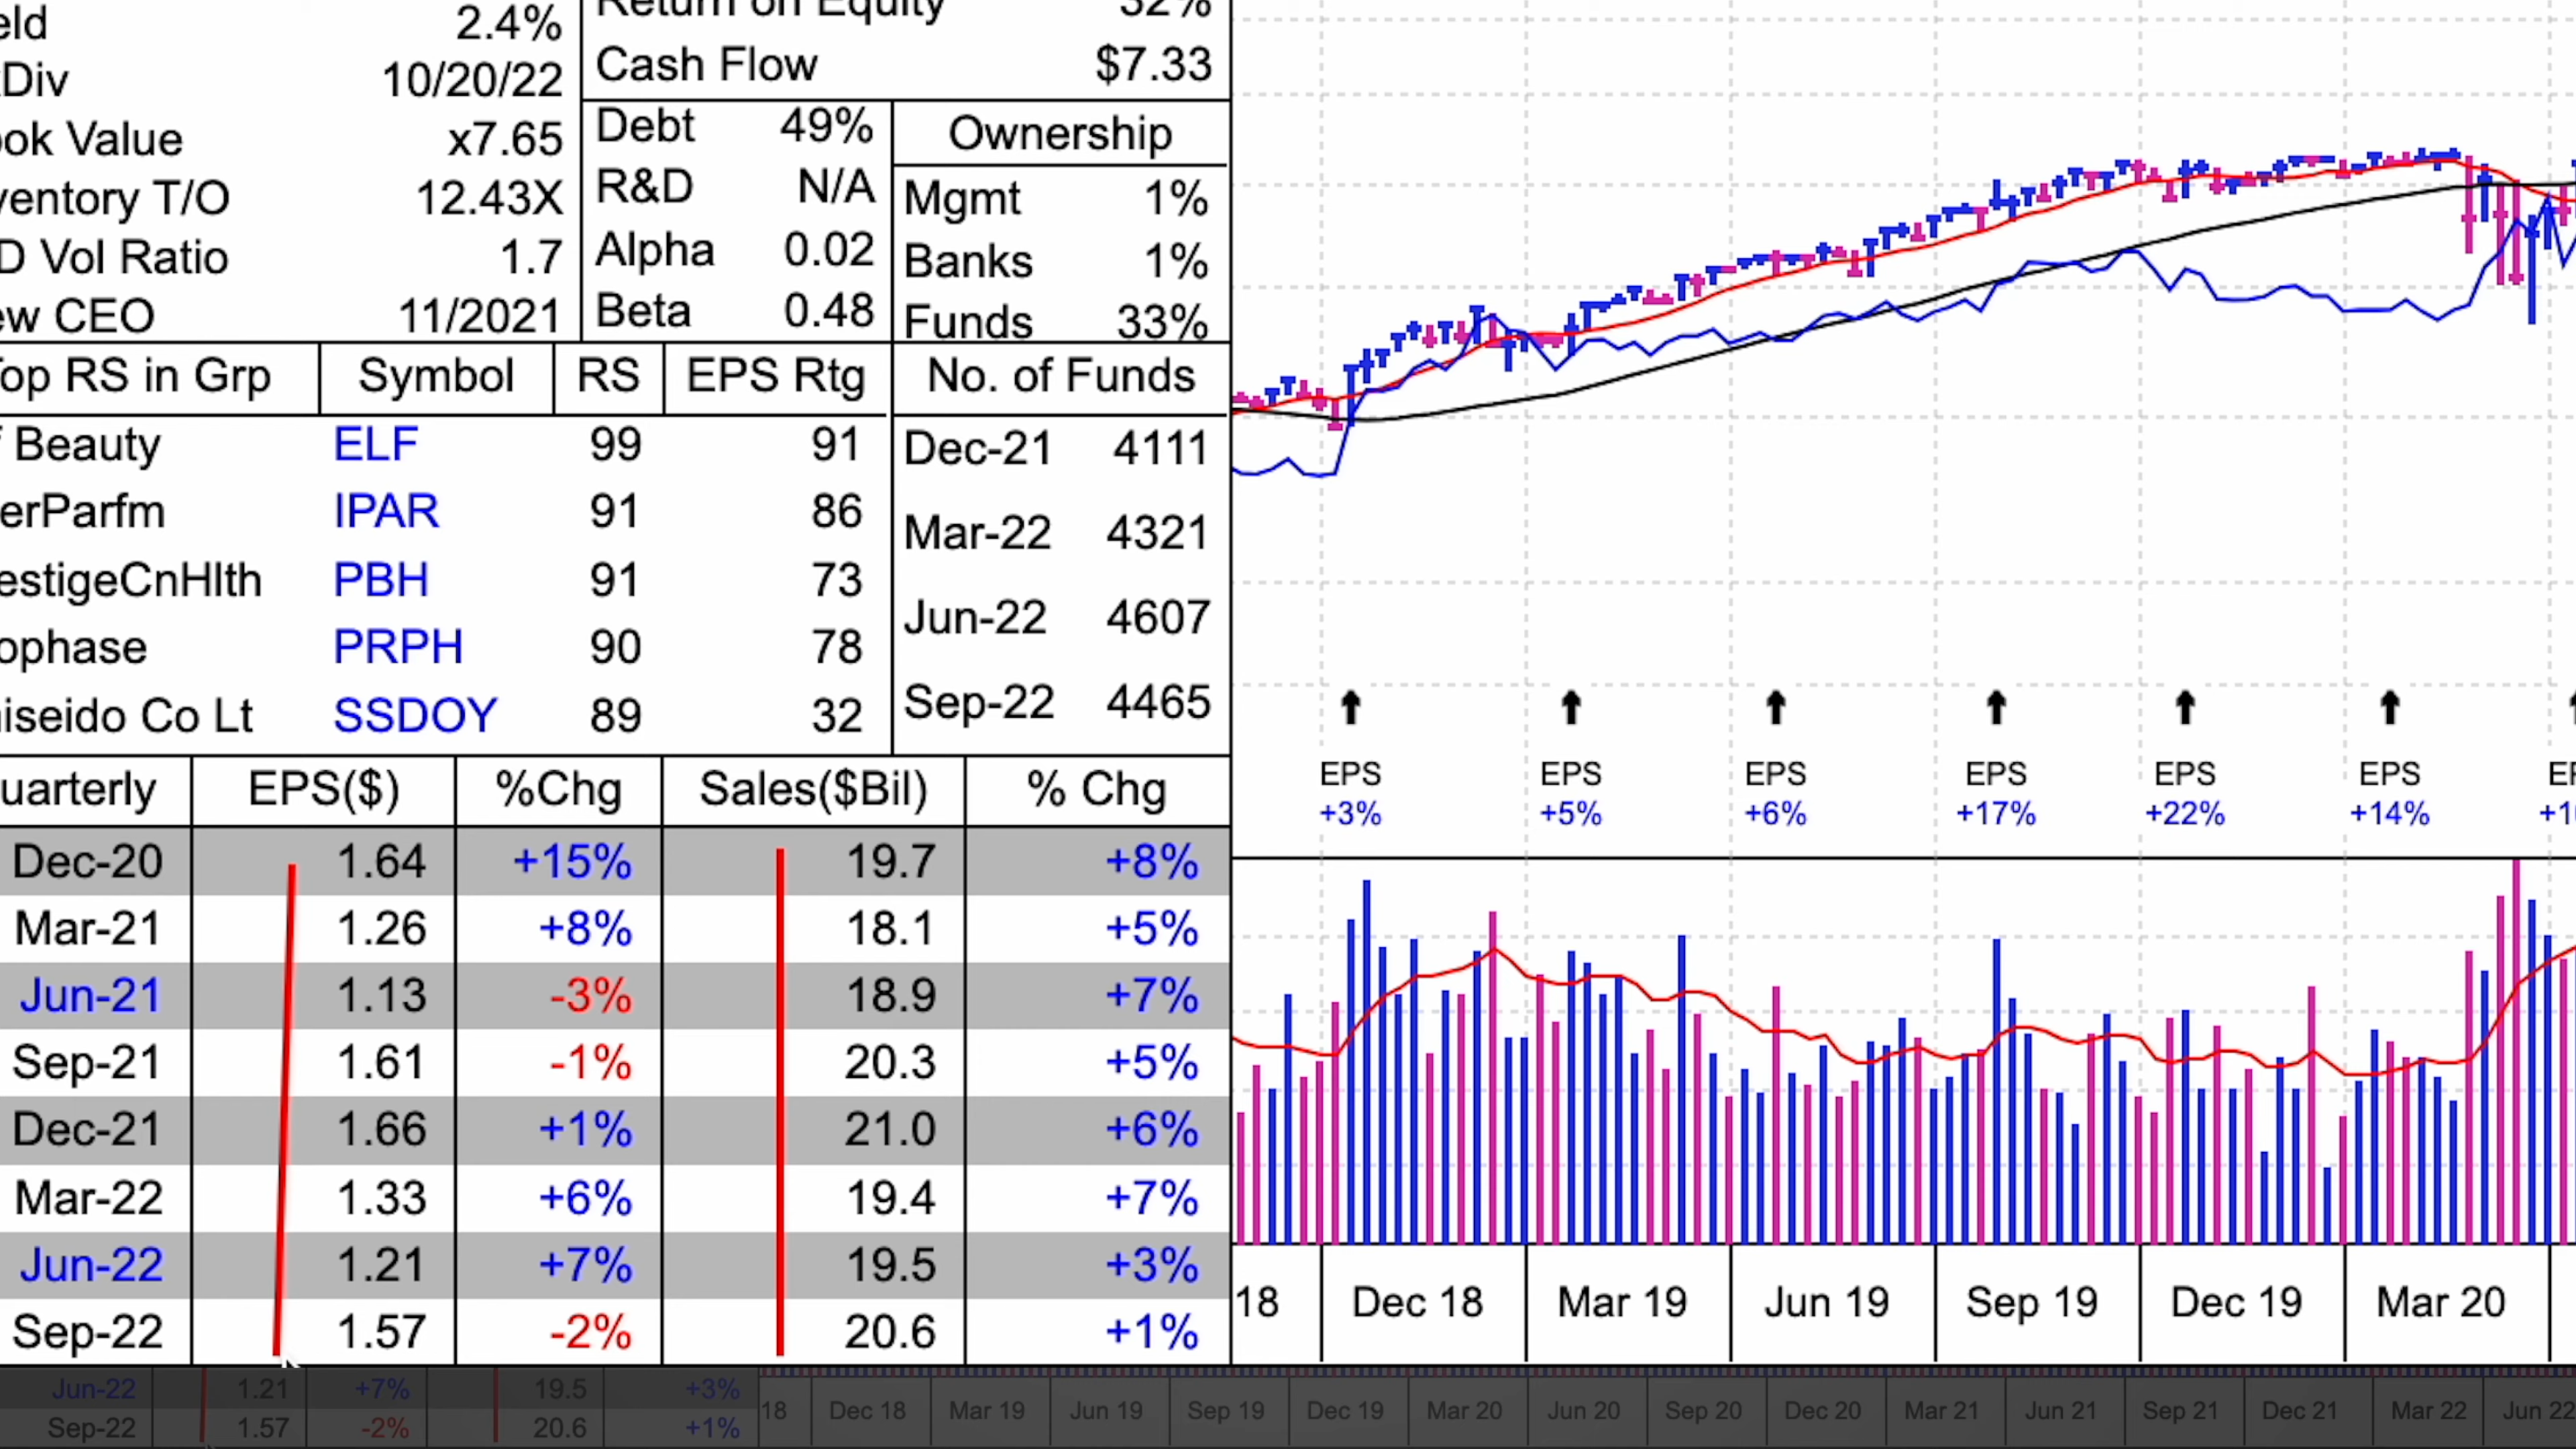 eld 2.4%
Div 10/20/22
ok Value x7.65
ventory T/O 12.43X
D Vol Ratio 1.7
ew CEO 11/2021
Return on Equity 32%
Cash Flow $7.33
Debt 49%
R&D N/A
Alpha 0.02
Beta 0.48
Ownership
Mgmt 1%
Banks 1%
Funds 33%
op RS in Grp Symbol RS EPS Rtg
f Beauty ELF 99 91
erParfm IPAR 91 86
estigeCnHlth PBH 91 73
ophase PRPH 90 78
iseido Co Lt SSDOY 89 32
No. of Funds
Dec-21 4111
Mar-22 4321
Jun-22 4607
Sep-22 4465
uarterly EPS($) %Chg Sales($Bil) % Chg
Dec-20 1.64 +15% 19.7 +8%
Mar-21 1.26 +8% 18.1 +5%
Jun-21 1.13 -3% 18.9 +7%
Sep-21 1.61 -1% 20.3 +5%
Dec-21 1.66 +1% 21.0 +6%
Mar-22 1.33 +6% 19.4 +7%
Jun-22 1.21 +7% 19.5 +3%
Sep-22 1.57 -2% 20.6 +1%
EPS EPS EPS EPS EPS EPS
+3% +5% +6% +17% +22% +14%
18 Dec 18 Mar 19 Jun 19 Sep 19 Dec 19 Mar 20
Jun-22 1.21 +7% 19.5 +3%
Sep-22 1.57 -2% 20.6 +1%
18 Dec 18 Mar 19 Jun 19 Sep 19 Dec 19 Mar 20 Jun 20 Sep 20 Dec 20 Mar 21 Jun 21 Sep 21 Dec 21 Mar 22 Jun 22